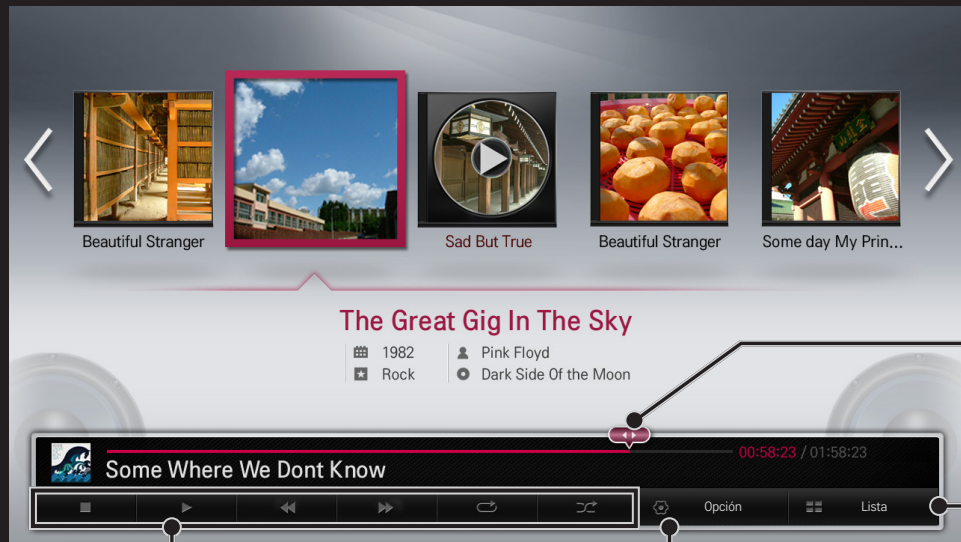 Beautiful Stranger
Sad But True
Beautiful Stranger
Some day My Prin...
The Great Gig In The Sky
1982
Pink Floyd
Rock
Dark Side Of the Moon
00:58:23 / 01:58:23
Some Where We Dont Know
Opción
Lista